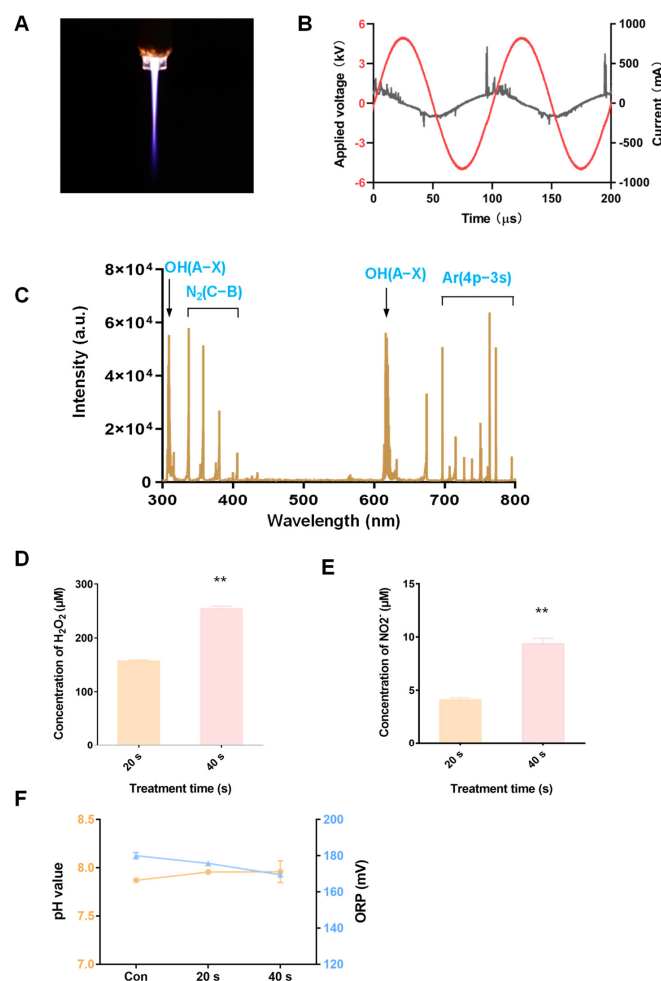 A
B
Applied voltage (kV)
6
3
0
-3
-6
1000
500
0
-500
-1000
Current (mA)
0
50
100
150
200
Time (μs)
C
OH(A−X)
N₂(C−B)
OH(A−X)
Ar(4p−3s)
Intensity (a.u.)
8×10⁴
6×10⁴
4×10⁴
2×10⁴
0
300
400
500
600
700
800
Wavelength (nm)
D
Concentration of H₂O₂ (μM)
300
200
100
0
**
20 s
40 s
Treatment time (s)
E
Concentration of NO2⁻ (μM)
15
10
5
0
**
20 s
40 s
Treatment time (s)
F
pH value
8.5
8.0
7.5
7.0
200
180
160
140
120
ORP (mV)
Con
20 s
40 s